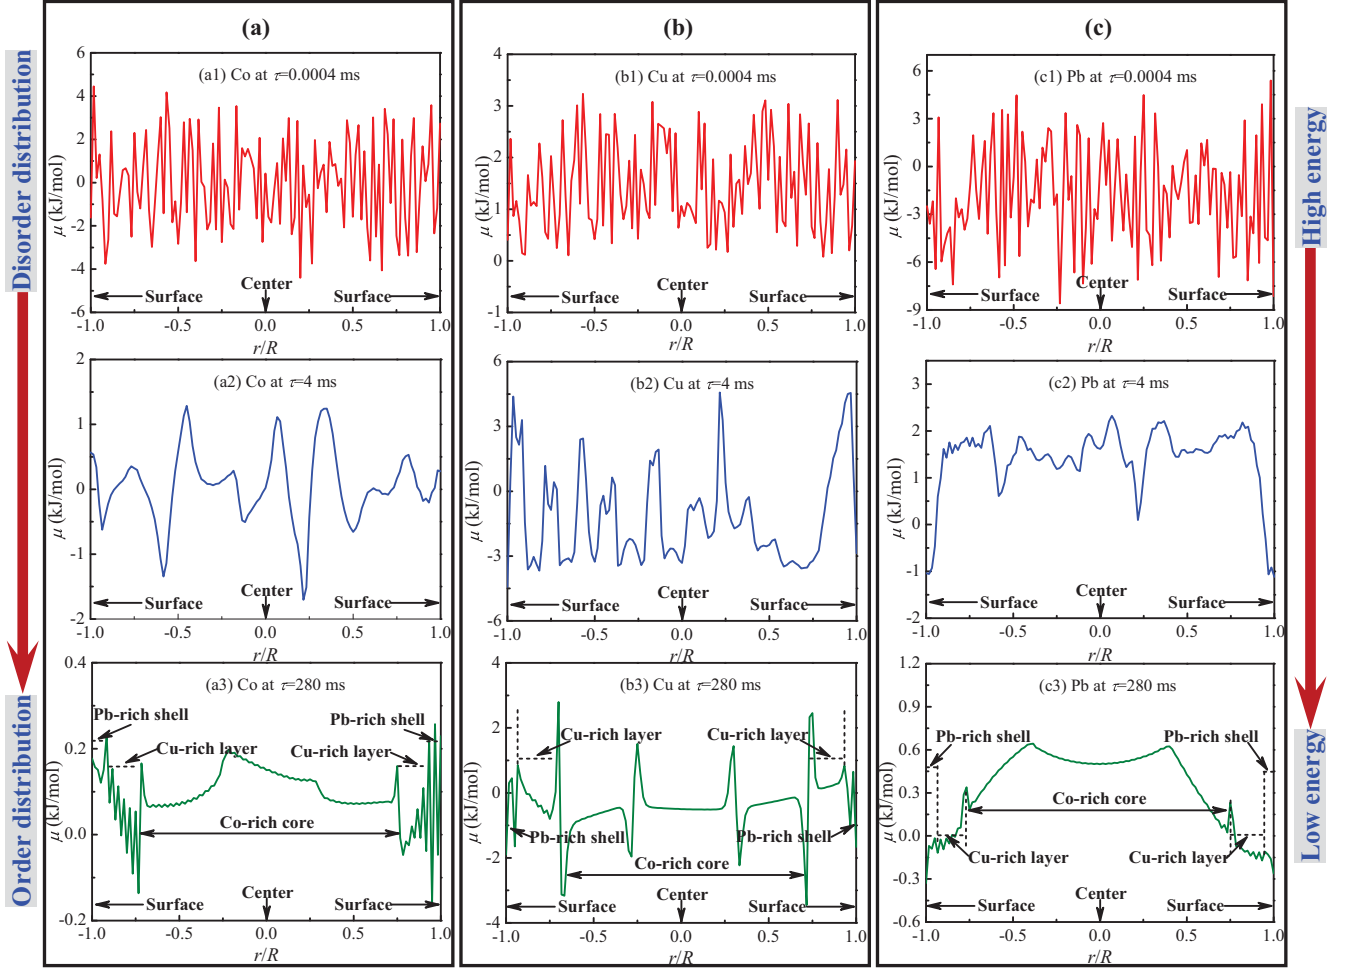 Disorder distribution
Order distribution
(a)
(a1) Co at τ=0.0004 ms
6
4
2
0
-2
-4
-6
μ (kJ/mol)
Surface
Center
Surface
-1.0 -0.5 0.0 0.5 1.0
r/R
(a2) Co at τ=4 ms
2
1
0
-1
-2
μ (kJ/mol)
Surface
Center
Surface
-1.0 -0.5 0.0 0.5 1.0
r/R
(a3) Co at τ=280 ms
0.4
0.2
0.0
-0.2
μ (kJ/mol)
Pb-rich shell
Pb-rich shell
Cu-rich layer
Cu-rich layer
Co-rich core
Surface
Center
Surface
-1.0 -0.5 0.0 0.5 1.0
r/R
(b)
(b1) Cu at τ=0.0004 ms
4
3
2
1
0
-1
μ (kJ/mol)
Surface
Center
Surface
-1.0 -0.5 0.0 0.5 1.0
r/R
(b2) Cu at τ=4 ms
6
3
0
-3
-6
μ (kJ/mol)
Surface
Center
Surface
-1.0 -0.5 0.0 0.5 1.0
r/R
(b3) Cu at τ=280 ms
4
2
0
-2
-4
μ (kJ/mol)
Cu-rich layer
Cu-rich layer
Pb-rich shell
Pb-rich shell
Co-rich core
Surface
Center
Surface
-1.0 -0.5 0.0 0.5 1.0
r/R
(c)
(c1) Pb at τ=0.0004 ms
6
3
0
-3
-6
-9
μ (kJ/mol)
Surface
Center
Surface
-1.0 -0.5 0.0 0.5 1.0
r/R
(c2) Pb at τ=4 ms
3
2
1
0
-1
-2
μ (kJ/mol)
Surface
Center
Surface
-1.0 -0.5 0.0 0.5 1.0
r/R
(c3) Pb at τ=280 ms
1.2
0.9
0.6
0.3
0.0
-0.3
-0.6
μ (kJ/mol)
Pb-rich shell
Pb-rich shell
Co-rich core
Cu-rich layer
Cu-rich layer
Surface
Center
Surface
-1.0 -0.5 0.0 0.5 1.0
r/R
High energy
Low energy